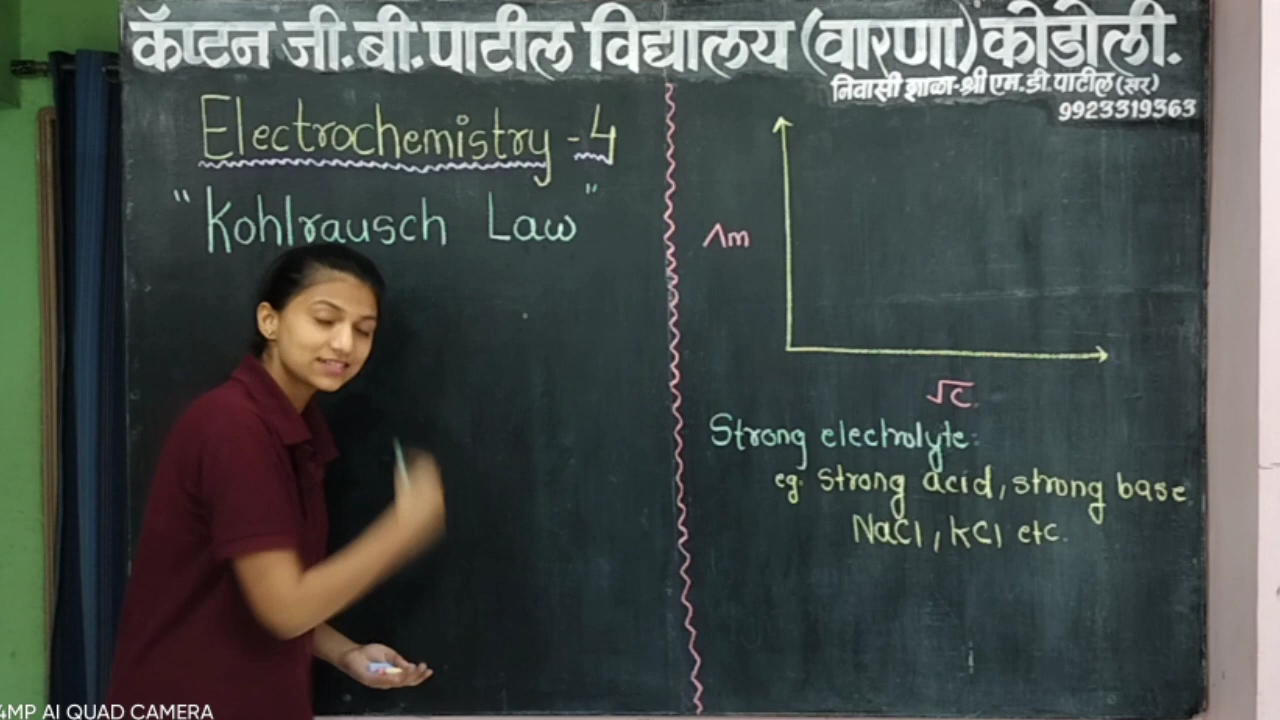 कॅप्टन जी.बी.पाटील विद्यालय (वारणा) कोडोली.
निवासी शाळा-श्री एम.डी.पाटील (सर)
9923319363
Electrochemistry - 4
"Kohlrausch Law"
Λm
√C
Strong electrolyte:
eg. Strong acid, strong base
NaCl, KCl etc.
4MP AI QUAD CAMERA